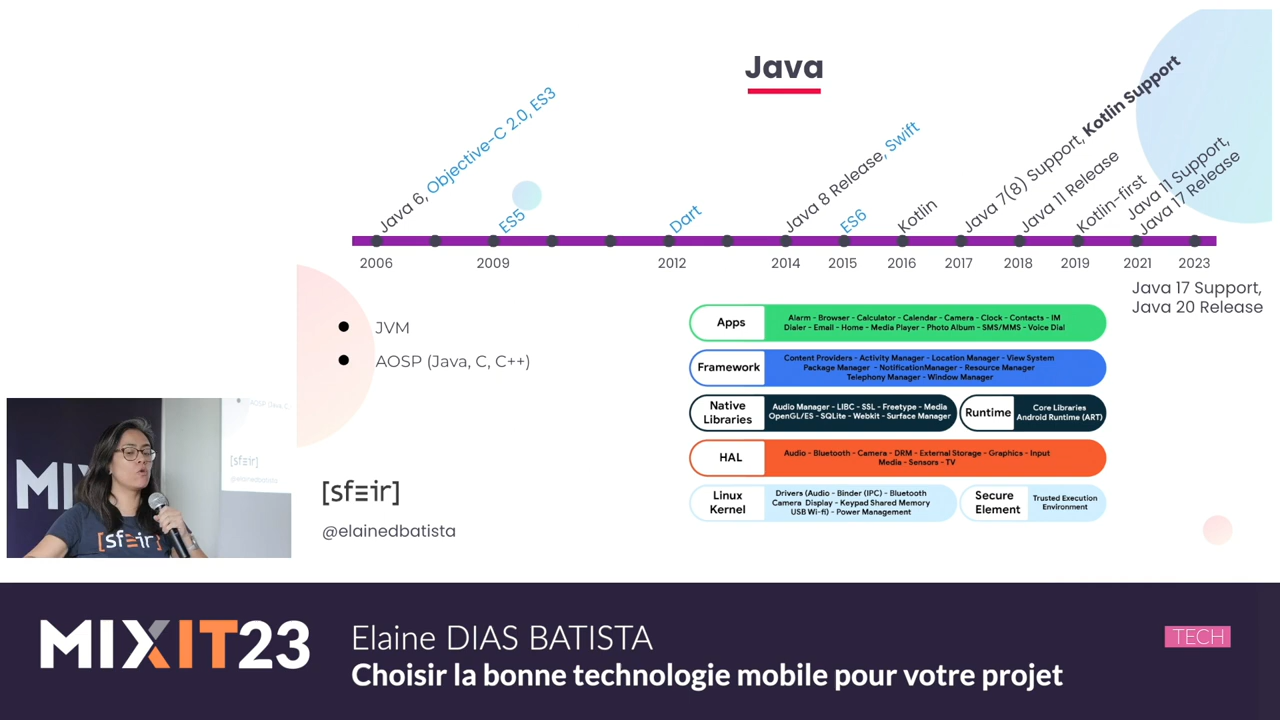 Java
Java 6, Objective-C 2.0, ES3
ES5
Dart
Java 8 Release, Swift
ES6
Kotlin
Java 7(8) Support, Kotlin Support
Java 11 Release
Kotlin-first
Java 11 Support,
Java 17 Release
2006
2009
2012
2014
2015
2016
2017
2018
2019
2021
2023
Java 17 Support,
Java 20 Release
JVM
AOSP (Java, C, C++)
Apps
Alarm - Browser - Calculator - Calendar - Camera - Clock - Contacts - IM
Dialer - Email - Home - Media Player - Photo Album - SMS/MMS - Voice Dial
Framework
Content Providers - Activity Manager - Location Manager - View System
Package Manager - NotificationManager - Resource Manager
Telephony Manager - Window Manager
Native
Libraries
Audio Manager - LIBC - SSL - Freetype - Media
OpenGL/ES - SQLite - Webkit - Surface Manager
Runtime
Core Libraries
Android Runtime (ART)
HAL
Audio - Bluetooth - Camera - DRM - External Storage - Graphics - Input
Media - Sensors - TV
Linux
Kernel
Drivers (Audio - Binder (IPC) - Bluetooth
Camera Display - Keypad Shared Memory
USB Wi-fi) - Power Management
Secure
Element
Trusted Execution
Environment
[sfeir]
@elainedbatista
AOSP (Java, C,
[sfeir]
@elainedbatista
MI
[sfeir]
MIXIT23
Elaine DIAS BATISTA
Choisir la bonne technologie mobile pour votre projet
TECH